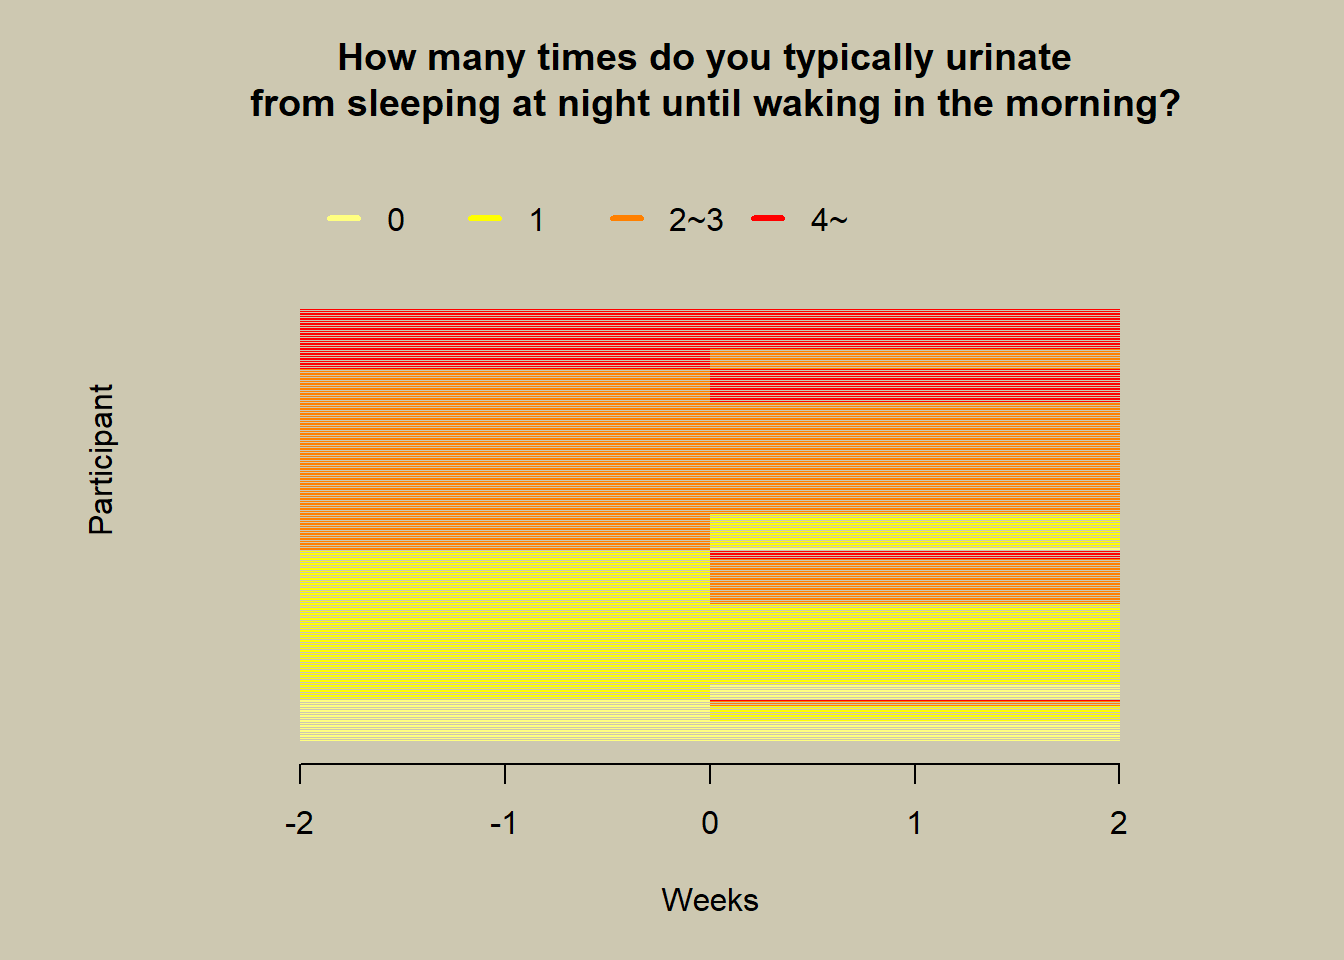 How many times do you typically urinate
from sleeping at night until waking in the morning?
0 1 2~3 4~
Participant
-2 -1 0 1 2
Weeks